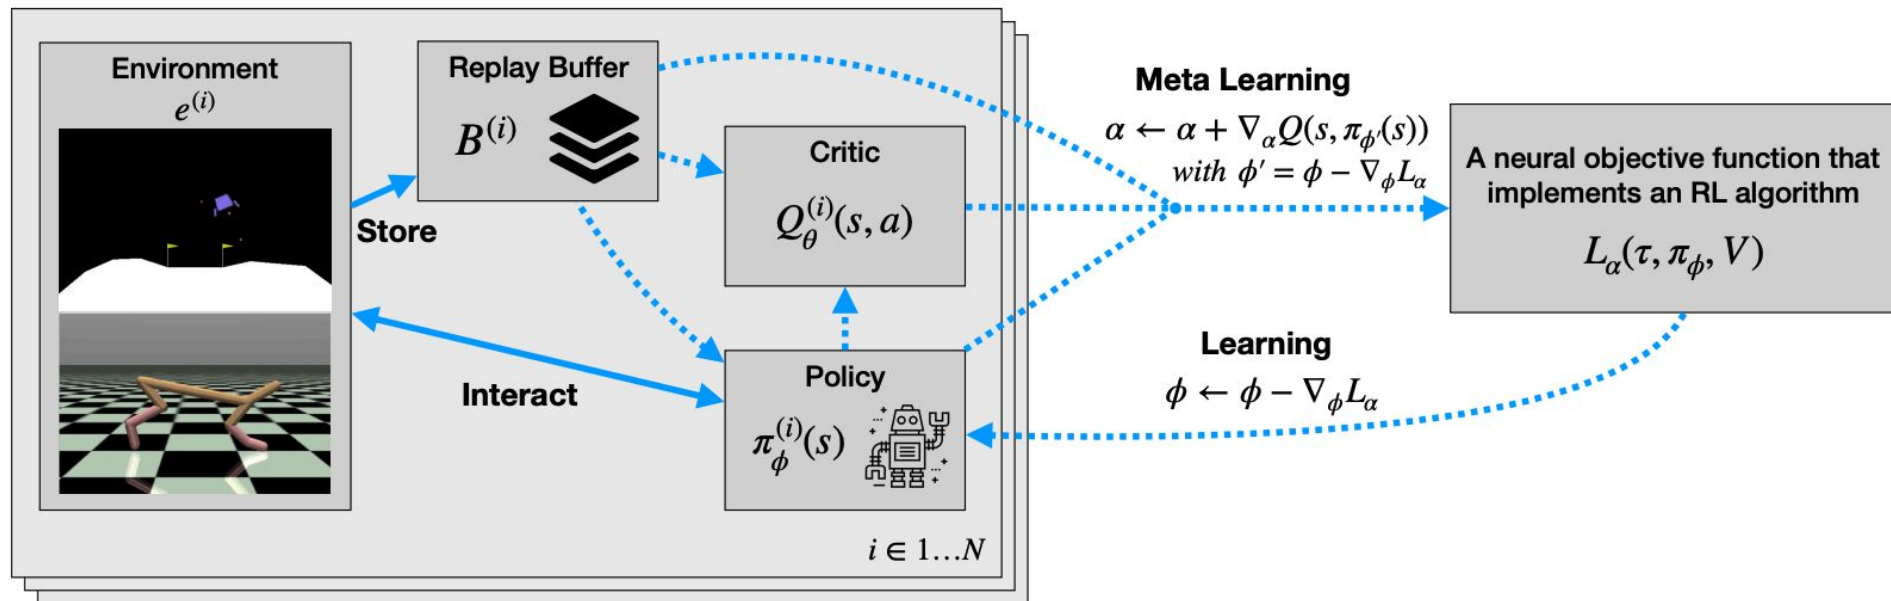 Environment
e⁽ⁱ⁾
Replay Buffer
B⁽ⁱ⁾
Store
Interact
Critic
Q_θ⁽ⁱ⁾(s, a)
Policy
π_ϕ⁽ⁱ⁾(s)
i ∈ 1…N
Meta Learning
α ← α + ∇_α Q(s, π_ϕ′(s))
with ϕ′ = ϕ − ∇_ϕ L_α
Learning
ϕ ← ϕ − ∇_ϕ L_α
A neural objective function that
implements an RL algorithm
L_α(τ, π_ϕ, V)